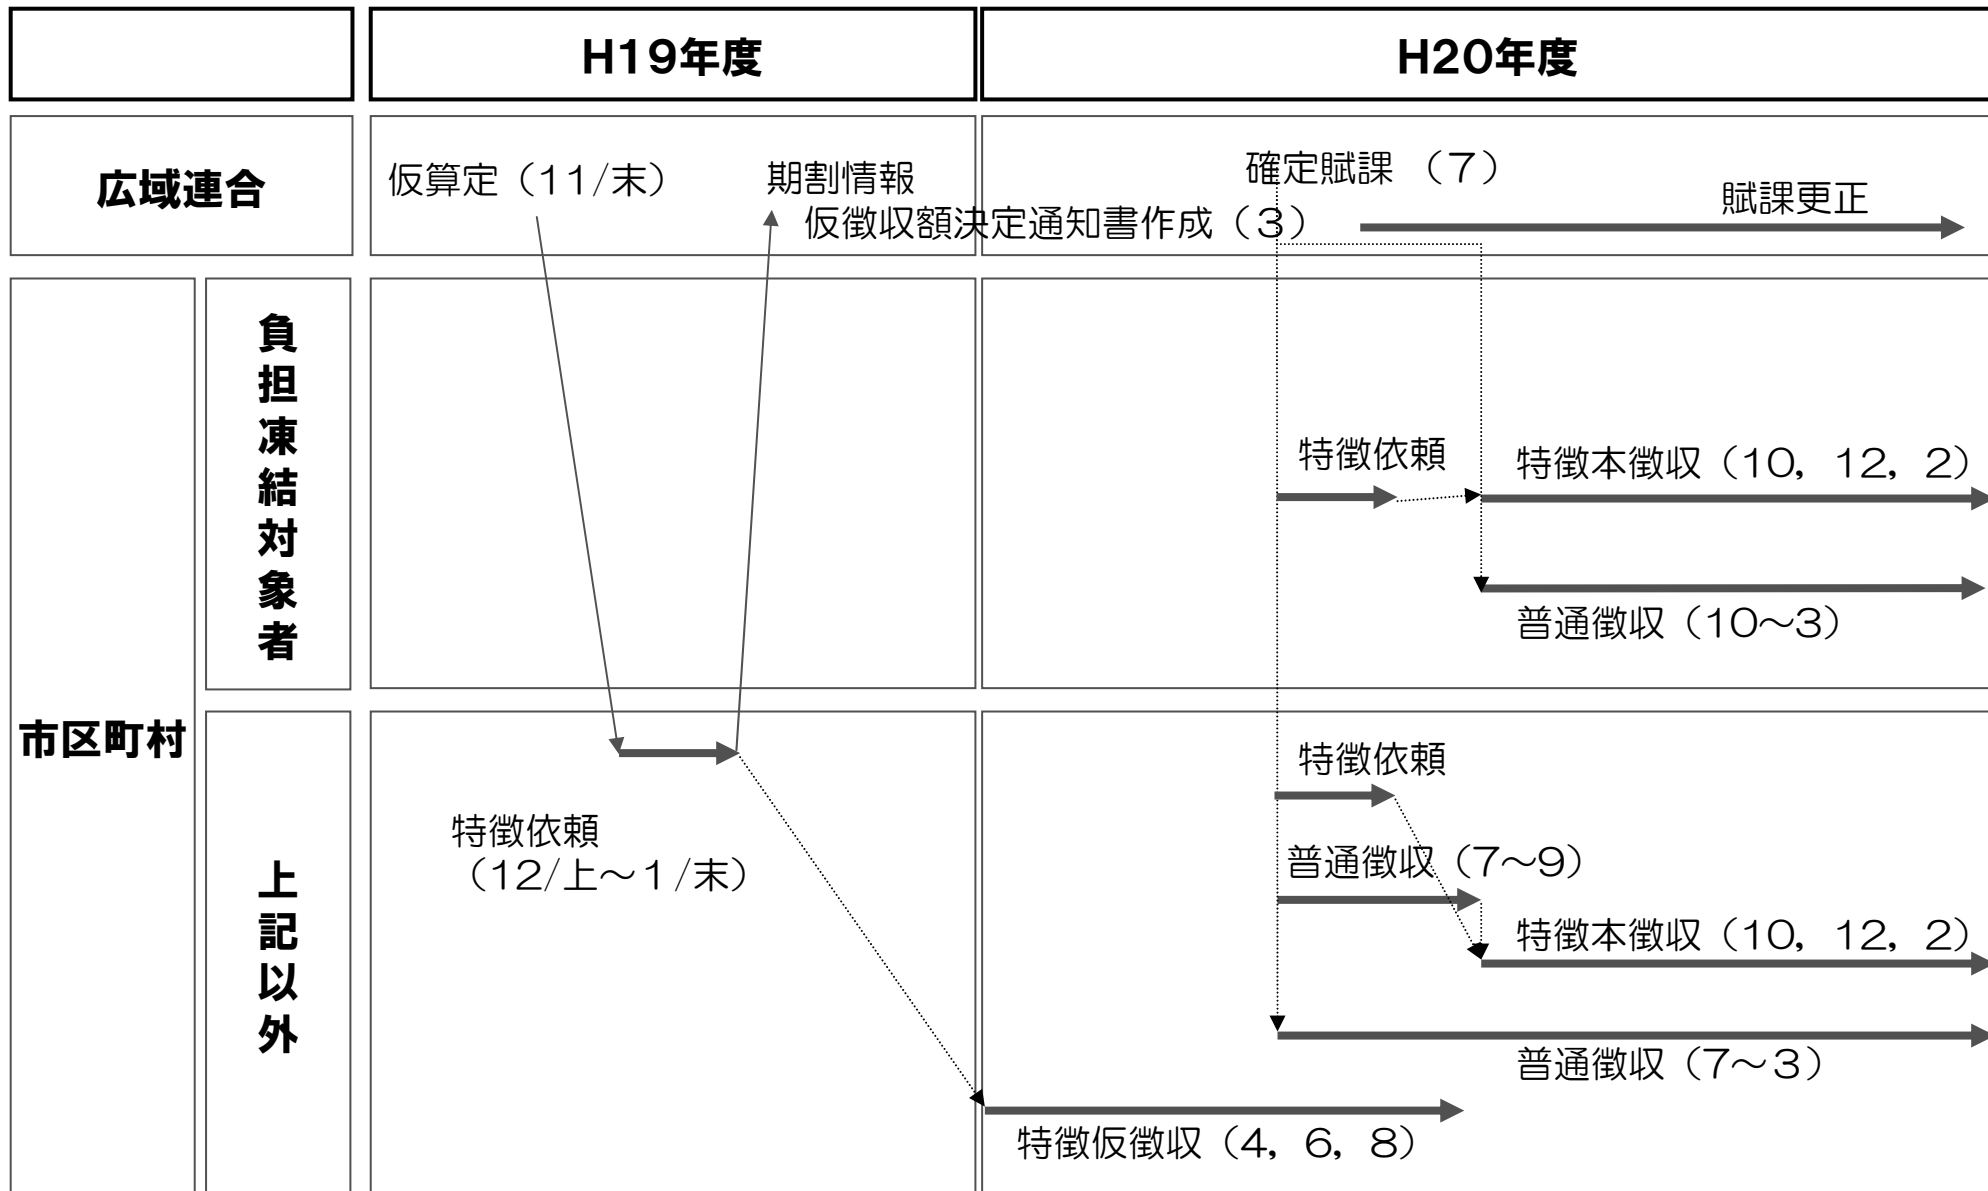 H19年度
H20年度
広域連合
仮算定（11/末）
期割情報
仮徴収額決定通知書作成（3）
確定賦課 （7）
賦課更正
市区町村
負担凍結対象者
特徴依頼
特徴本徴収（10，12，2）
普通徴収（10～3）
上記以外
特徴依頼
（12/上～1/末）
特徴依頼
普通徴収（7～9）
特徴本徴収（10，12，2）
普通徴収（7～3）
特徴仮徴収（4，6，8）